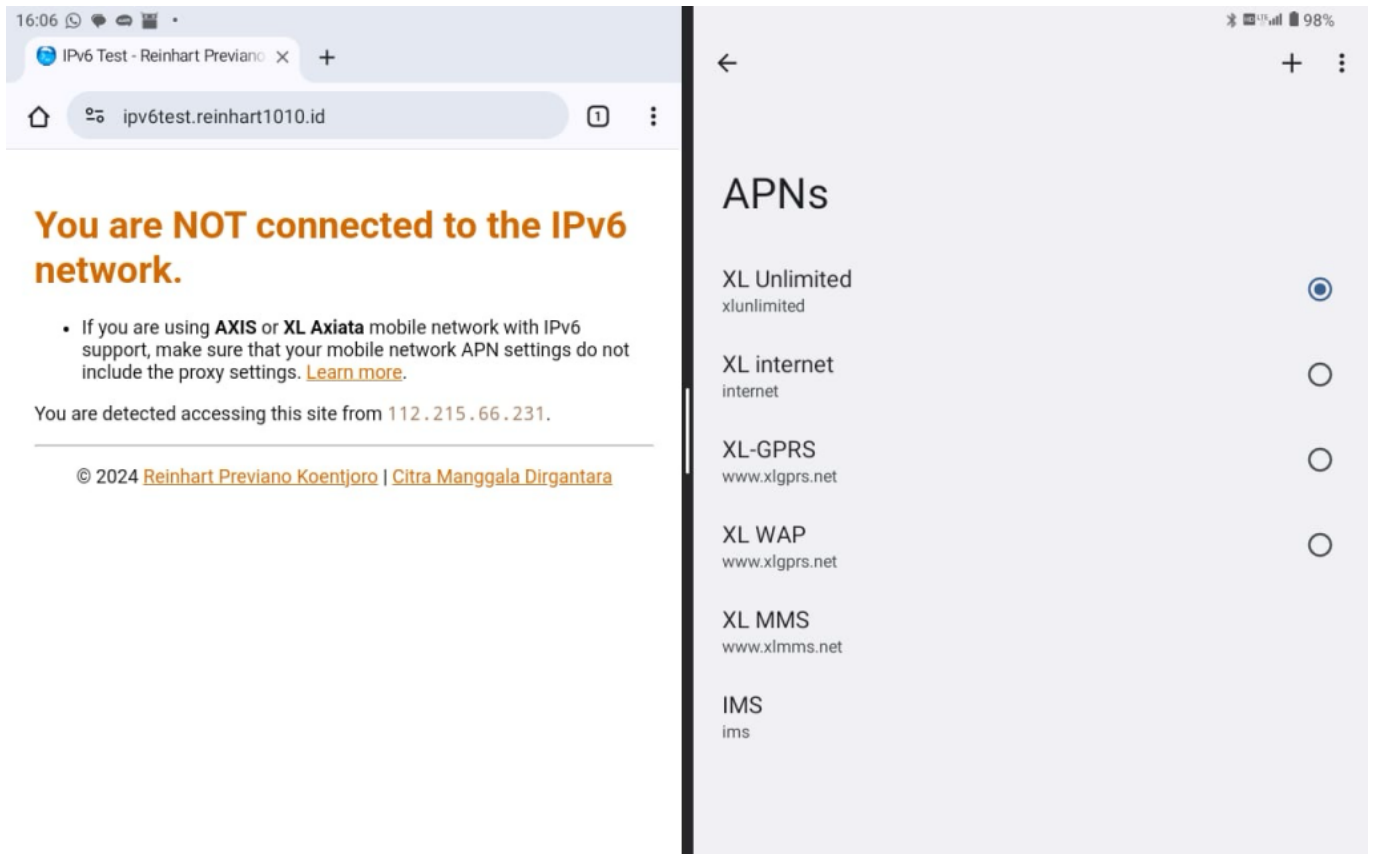 16:06
IPv6 Test - Reinhart Previano
ipv6test.reinhart1010.id
1
You are NOT connected to the IPv6
network.
• If you are using AXIS or XL Axiata mobile network with IPv6
support, make sure that your mobile network APN settings do not
include the proxy settings. Learn more.
You are detected accessing this site from 112.215.66.231.
© 2024 Reinhart Previano Koentjoro | Citra Manggala Dirgantara
HD LTE 98%
APNs
XL Unlimited
xlunlimited
XL internet
internet
XL-GPRS
www.xlgprs.net
XL WAP
www.xlgprs.net
XL MMS
www.xlmms.net
IMS
ims